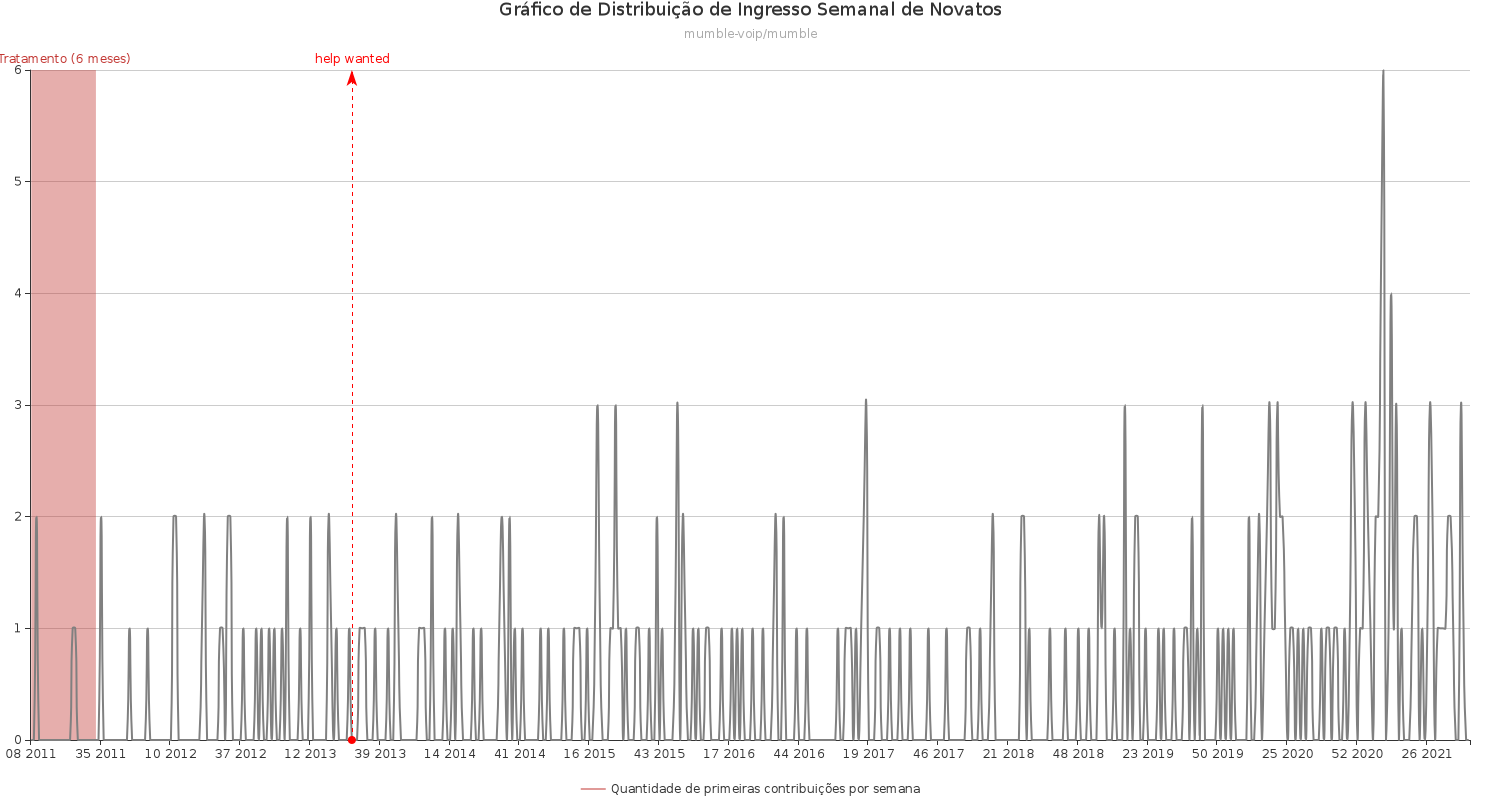 Gráfico de Distribuição de Ingresso Semanal de Novatos
mumble-voip/mumble
Tratamento (6 meses)
help wanted
6
5
4
3
2
1
0
08 2011 35 2011 10 2012 37 2012 12 2013 39 2013 14 2014 41 2014 16 2015 43 2015 17 2016 44 2016 19 2017 46 2017 21 2018 48 2018 23 2019 50 2019 25 2020 52 2020 26 2021
Quantidade de primeiras contribuições por semana